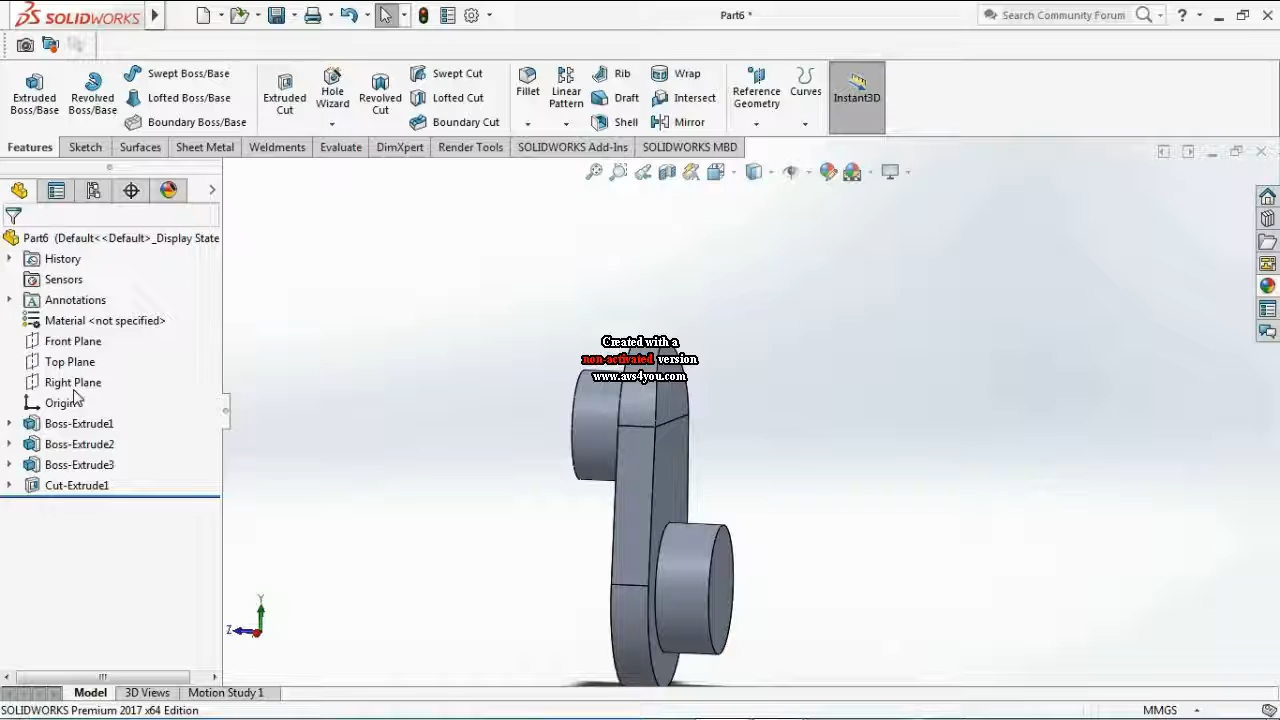 SOLIDWORKS
Part6 *
Search Community Forum
?
Extruded Boss/Base
Revolved Boss/Base
Swept Boss/Base
Lofted Boss/Base
Boundary Boss/Base
Extruded Cut
Hole Wizard
Revolved Cut
Swept Cut
Lofted Cut
Boundary Cut
Fillet
Linear Pattern
Rib
Draft
Shell
Wrap
Intersect
Mirror
Reference Geometry
Curves
Instant3D
Features
Sketch
Surfaces
Sheet Metal
Weldments
Evaluate
DimXpert
Render Tools
SOLIDWORKS Add-Ins
SOLIDWORKS MBD
Part6 (Default<<Default>_Display State
History
Sensors
Annotations
Material <not specified>
Front Plane
Top Plane
Right Plane
Origin
Boss-Extrude1
Boss-Extrude2
Boss-Extrude3
Cut-Extrude1
Created with a
non-activated version
www.avs4you.com
Y
Z
Model
3D Views
Motion Study 1
SOLIDWORKS Premium 2017 x64 Edition
MMGS